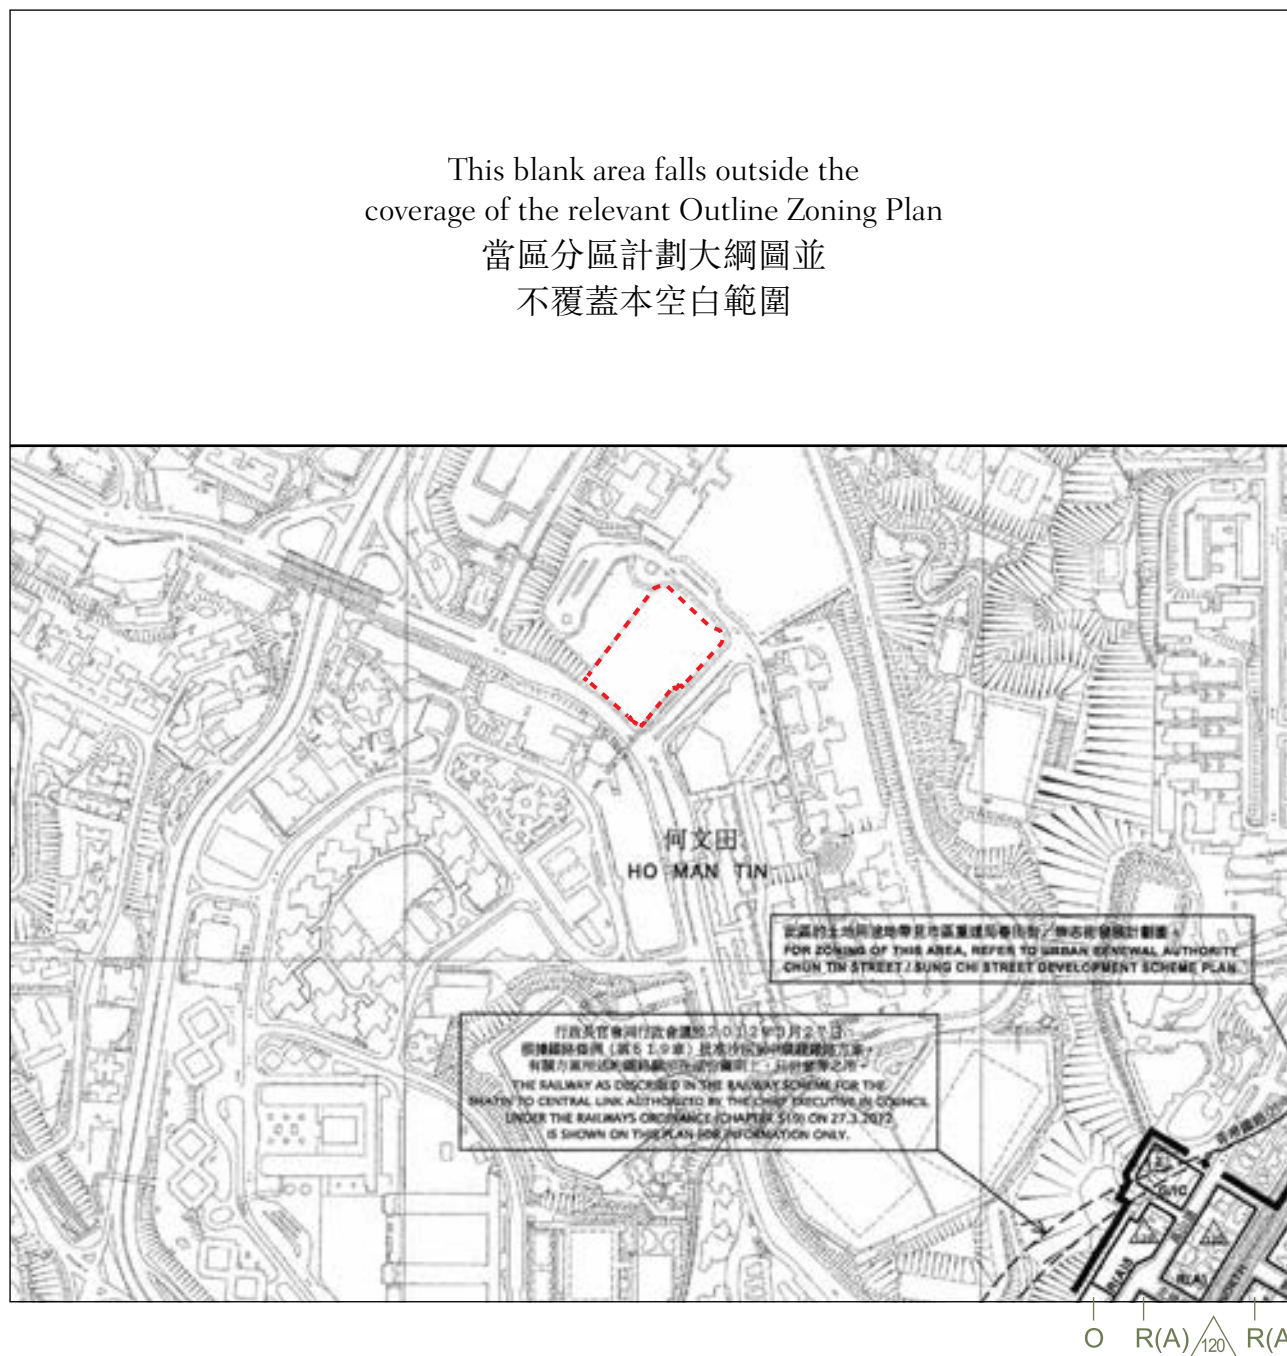 This blank area falls outside the
coverage of the relevant Outline Zoning Plan
當區分區計劃大綱圖並
不覆蓋本空白範圍
何文田
HO MAN TIN
FOR ZONING OF THIS AREA, REFER TO URBAN RENEWAL AUTHORITY
CHUN TIN STREET / SUNG CHI STREET DEVELOPMENT SCHEME PLAN
THE RAILWAY AS DESCRIBED IN THE RAILWAY SCHEME FOR THE
SHATIN TO CENTRAL LINK AUTHORIZED BY THE CHIEF EXECUTIVE IN COUNCIL
UNDER THE RAILWAYS ORDINANCE (CHAPTER 519) ON 27.3.2012
IS SHOWN ON THIS PLAN FOR INFORMATION ONLY.
G/IC
O R(A) 120 R(A